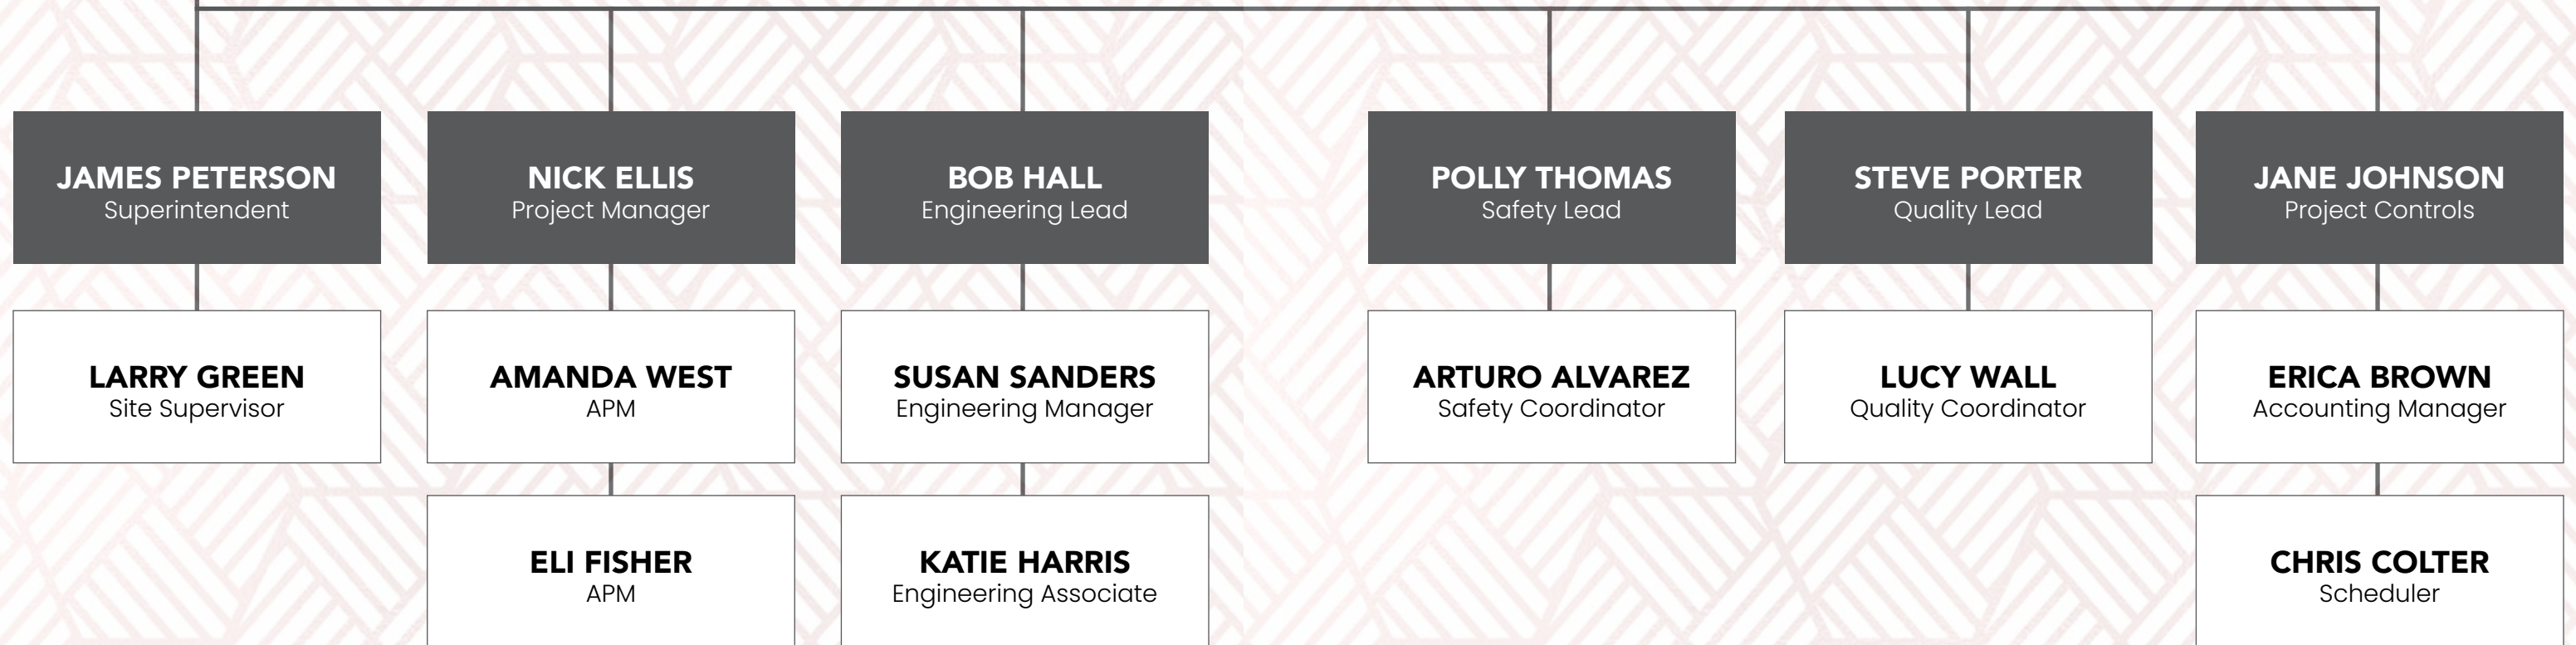 JAMES PETERSON
Superintendent
NICK ELLIS
Project Manager
BOB HALL
Engineering Lead
POLLY THOMAS
Safety Lead
STEVE PORTER
Quality Lead
JANE JOHNSON
Project Controls
LARRY GREEN
Site Supervisor
AMANDA WEST
APM
SUSAN SANDERS
Engineering Manager
ARTURO ALVAREZ
Safety Coordinator
LUCY WALL
Quality Coordinator
ERICA BROWN
Accounting Manager
ELI FISHER
APM
KATIE HARRIS
Engineering Associate
CHRIS COLTER
Scheduler